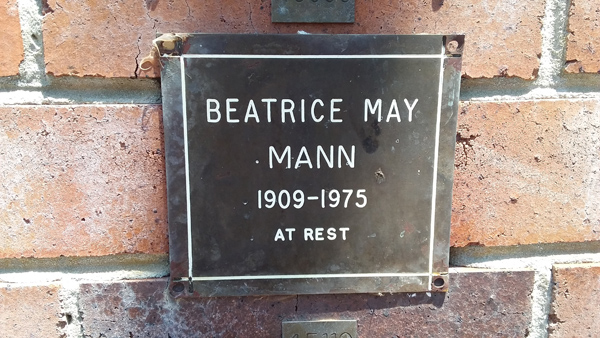 BEATRICE MAY
MANN
1909-1975
AT REST